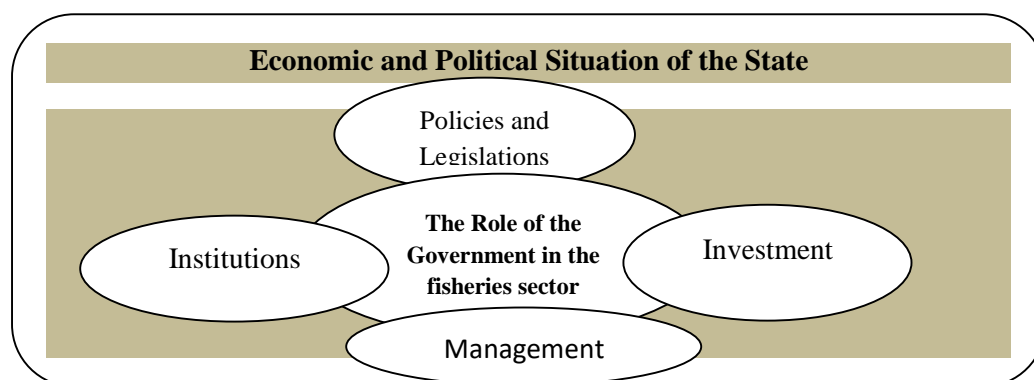 Economic and Political Situation of the State
Policies and
Legislations
The Role of the
Government in the
fisheries sector
Institutions
Investment
Management